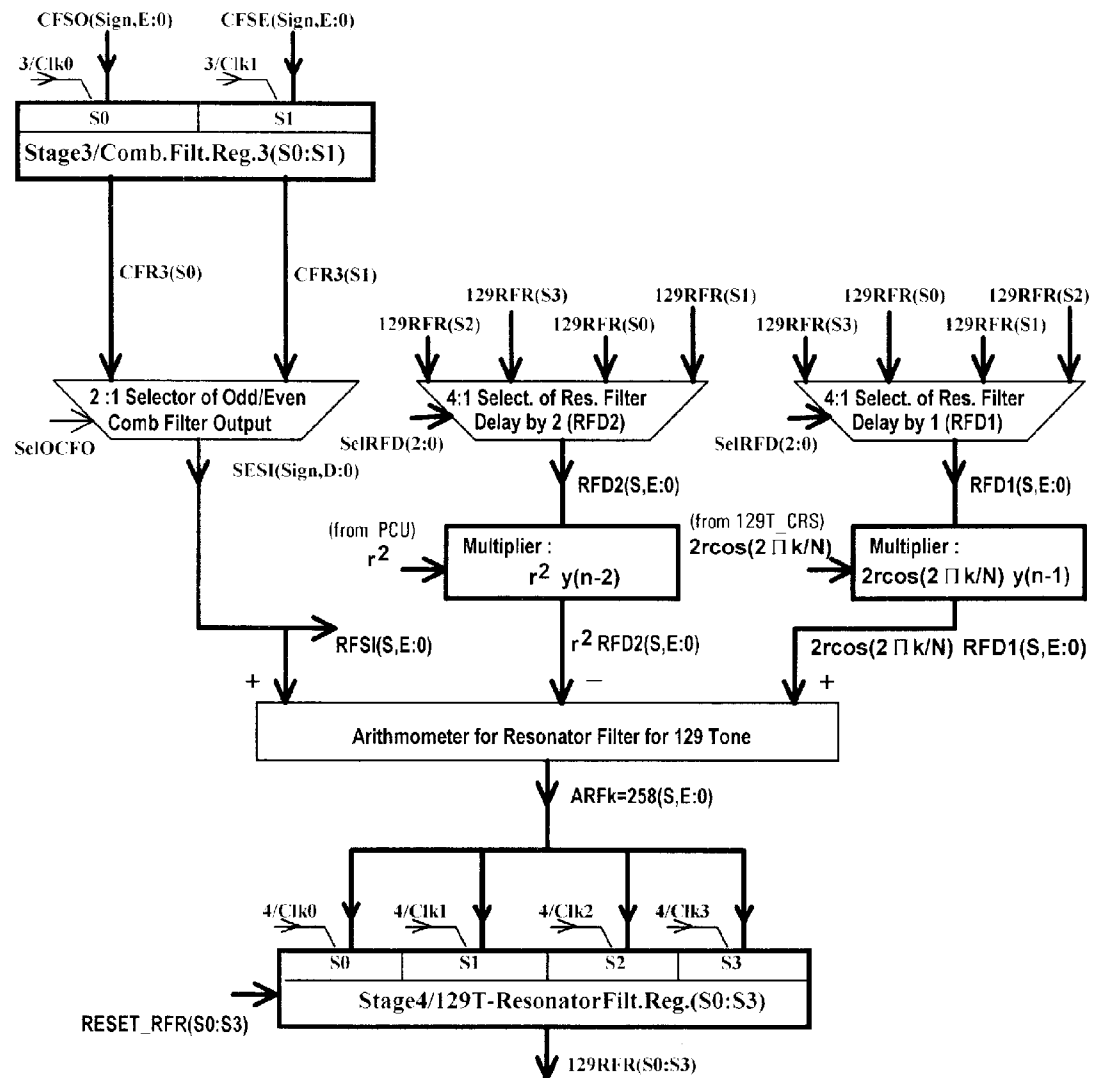 CFSO(Sign,E:0)
CFSE(Sign,E:0)
3/Clk0
3/Clk1
S0
S1
Stage3/Comb.Filt.Reg.3(S0:S1)
CFR3(S0)
CFR3(S1)
129RFR(S3)
129RFR(S1)
129RFR(S0)
129RFR(S2)
129RFR(S2)
129RFR(S0)
129RFR(S3)
129RFR(S1)
2 :1 Selector of Odd/Even
Comb Filter Output
4:1 Select. of Res. Filter
Delay by 2 (RFD2)
4:1 Select. of Res. Filter
Delay by 1 (RFD1)
SelOCFO
SelRFD(2:0)
SelRFD(2:0)
SESI(Sign,D:0)
RFD2(S,E:0)
RFD1(S,E:0)
(from PCU)
r²
Multiplier :
r² y(n-2)
(from 129T_CRS)
2rcos(2 Π k/N)
Multiplier :
2rcos(2 Π k/N) y(n-1)
RFSI(S,E:0)
r² RFD2(S,E:0)
2rcos(2 Π k/N) RFD1(S,E:0)
+
−
+
Arithmometer for Resonator Filter for 129 Tone
ARFk=258(S,E:0)
4/Clk0
4/Clk1
4/Clk2
4/Clk3
S0
S1
S2
S3
Stage4/129T-ResonatorFilt.Reg.(S0:S3)
RESET_RFR(S0:S3)
129RFR(S0:S3)